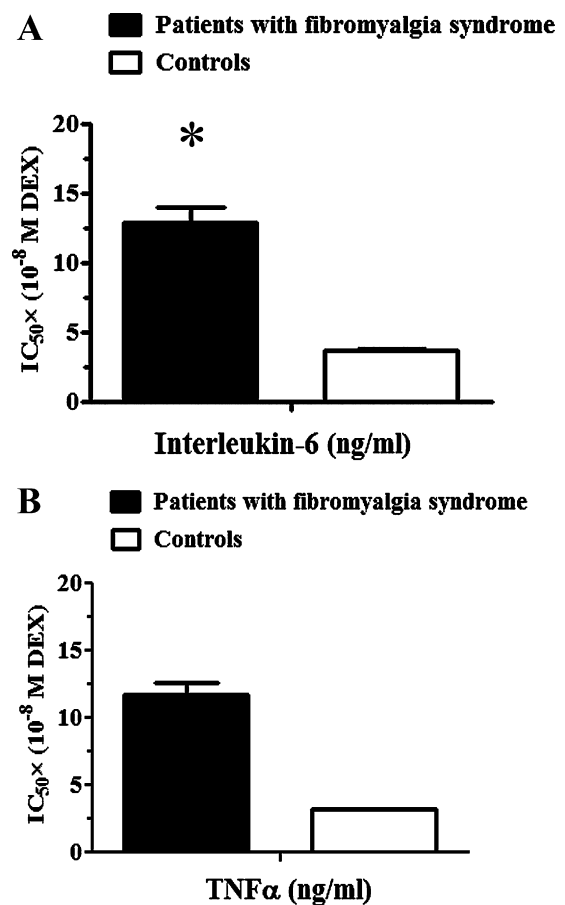 A
Patients with fibromyalgia syndrome
Controls
*
IC50× (10-8 M DEX)
20
15
10
5
0
Interleukin-6 (ng/ml)
B
Patients with fibromyalgia syndrome
Controls
IC50× (10-8 M DEX)
20
15
10
5
0
TNFα (ng/ml)